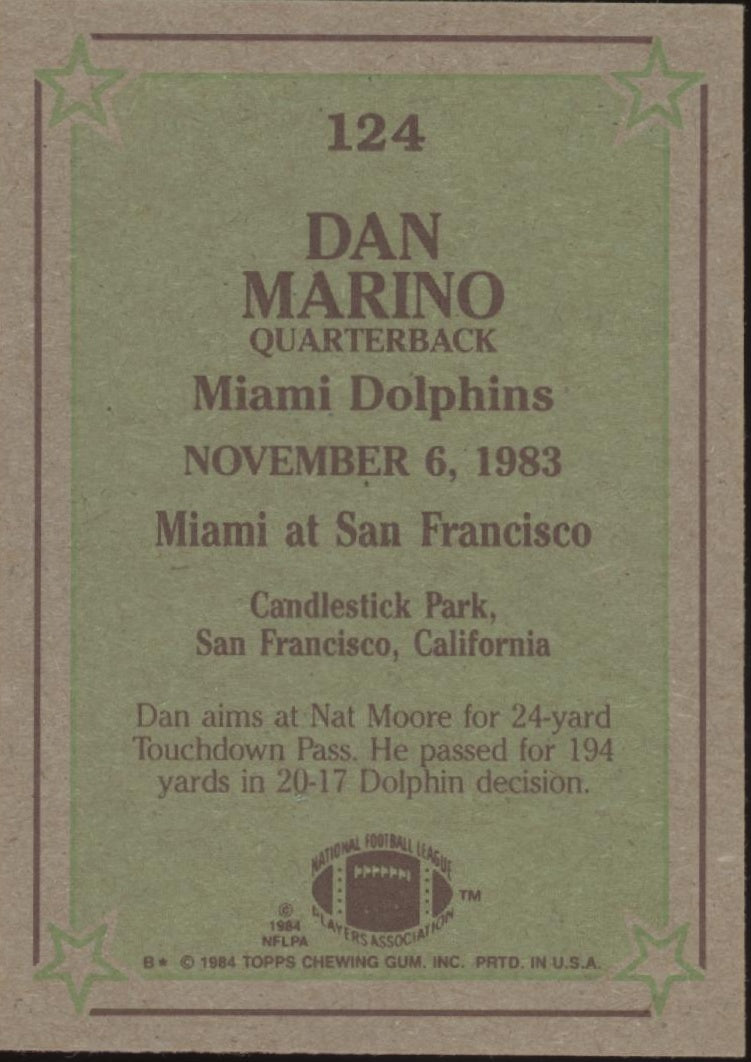 124
DAN
MARINO
QUARTERBACK
Miami Dolphins
NOVEMBER 6, 1983
Miami at San Francisco
Candlestick Park,
San Francisco, California
Dan aims at Nat Moore for 24-yard
Touchdown Pass. He passed for 194
yards in 20-17 Dolphin decision.
NATIONAL FOOTBALL LEAGUE
PLAYERS ASSOCIATION
TM
©
1984
NFLPA
B* © 1984 TOPPS CHEWING GUM. INC. PRTD. IN U.S.A.